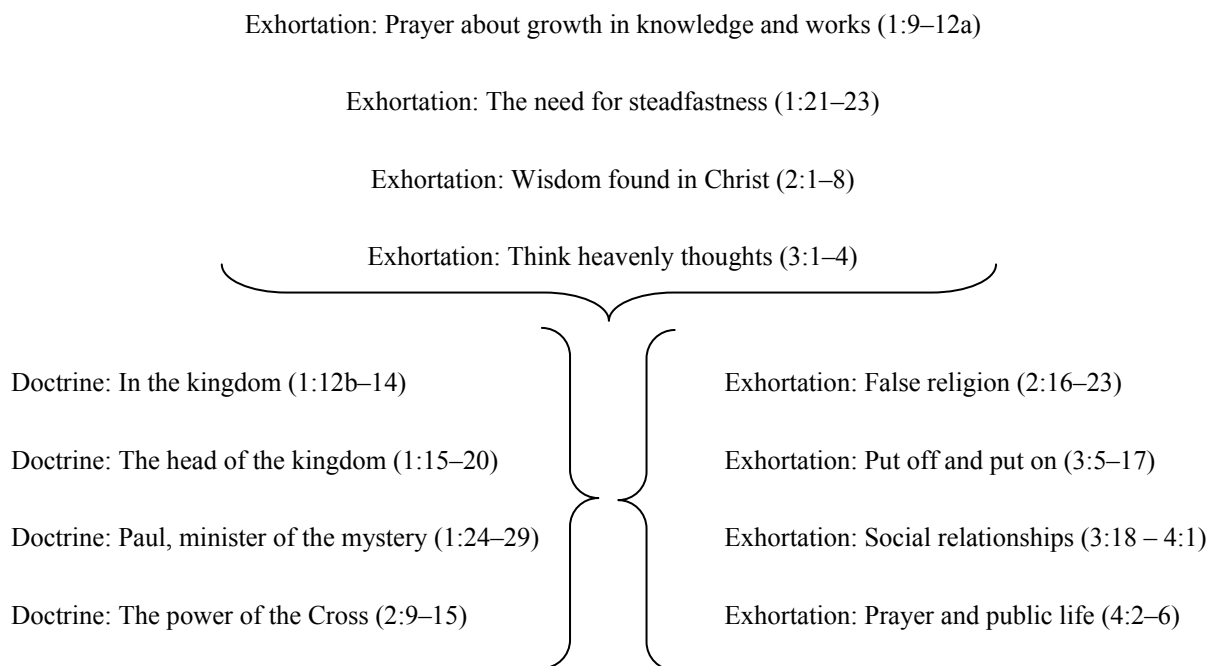 Exhortation: Prayer about growth in knowledge and works (1:9–12a)
Exhortation: The need for steadfastness (1:21–23)
Exhortation: Wisdom found in Christ (2:1–8)
Exhortation: Think heavenly thoughts (3:1–4)
Doctrine: In the kingdom (1:12b–14)
Doctrine: The head of the kingdom (1:15–20)
Doctrine: Paul, minister of the mystery (1:24–29)
Doctrine: The power of the Cross (2:9–15)
Exhortation: False religion (2:16–23)
Exhortation: Put off and put on (3:5–17)
Exhortation: Social relationships (3:18 – 4:1)
Exhortation: Prayer and public life (4:2–6)